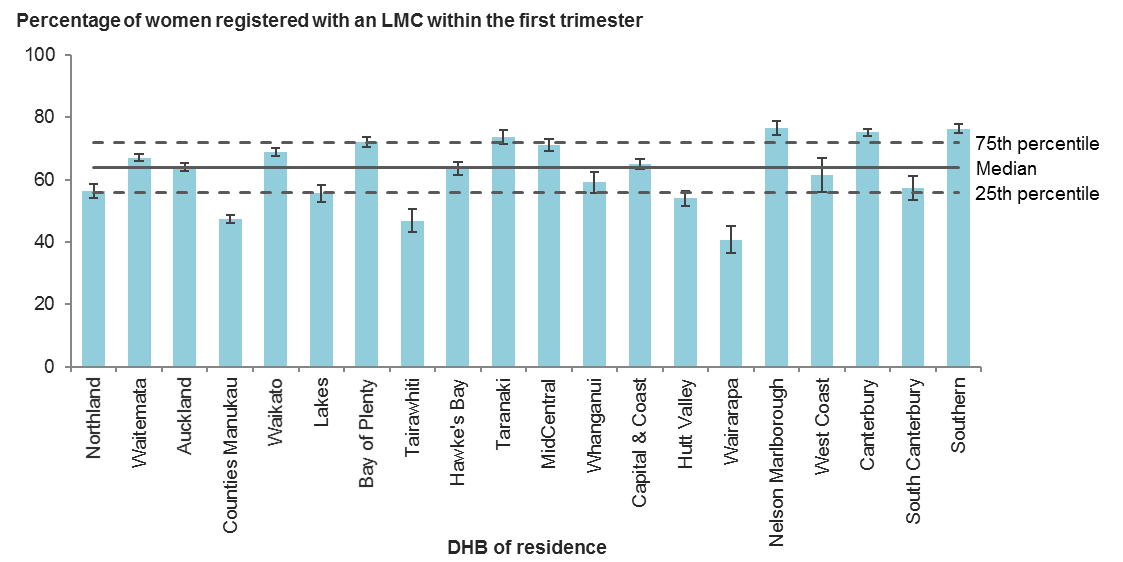 Percentage of women registered with an LMC within the first trimester
100
80
60
40
20
0
75th percentile
Median
25th percentile
Northland
Waitemata
Auckland
Counties Manukau
Waikato
Lakes
Bay of Plenty
Tairawhiti
Hawke's Bay
Taranaki
MidCentral
Whanganui
Capital & Coast
Hutt Valley
Wairarapa
Nelson Marlborough
West Coast
Canterbury
South Canterbury
Southern
DHB of residence